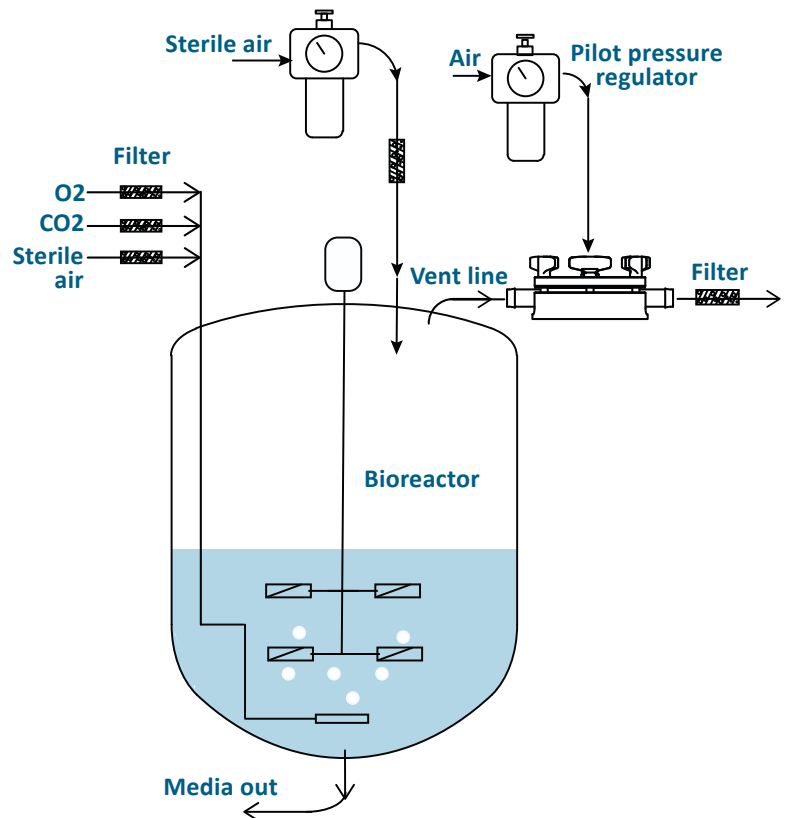 Sterile air
Air
Pilot pressure
regulator
Filter
O2
CO2
Sterile
air
Vent line
Filter
Bioreactor
Media out